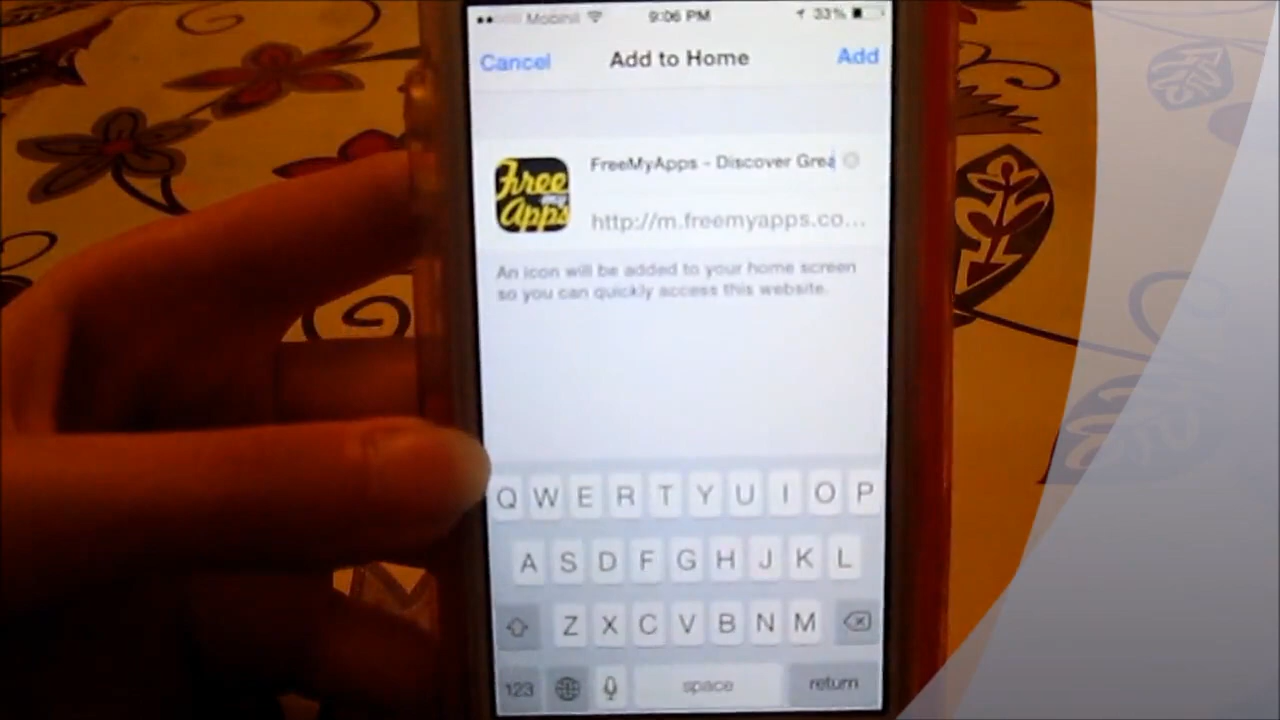 Mobinil 9:06 PM 33%
Cancel Add to Home Add
Free my Apps
FreeMyApps - Discover Grea
http://m.freemyapps.co...
An icon will be added to your home screen
so you can quickly access this website.
Q W E R T Y U I O P
A S D F G H J K L
Z X C V B N M
123 space return